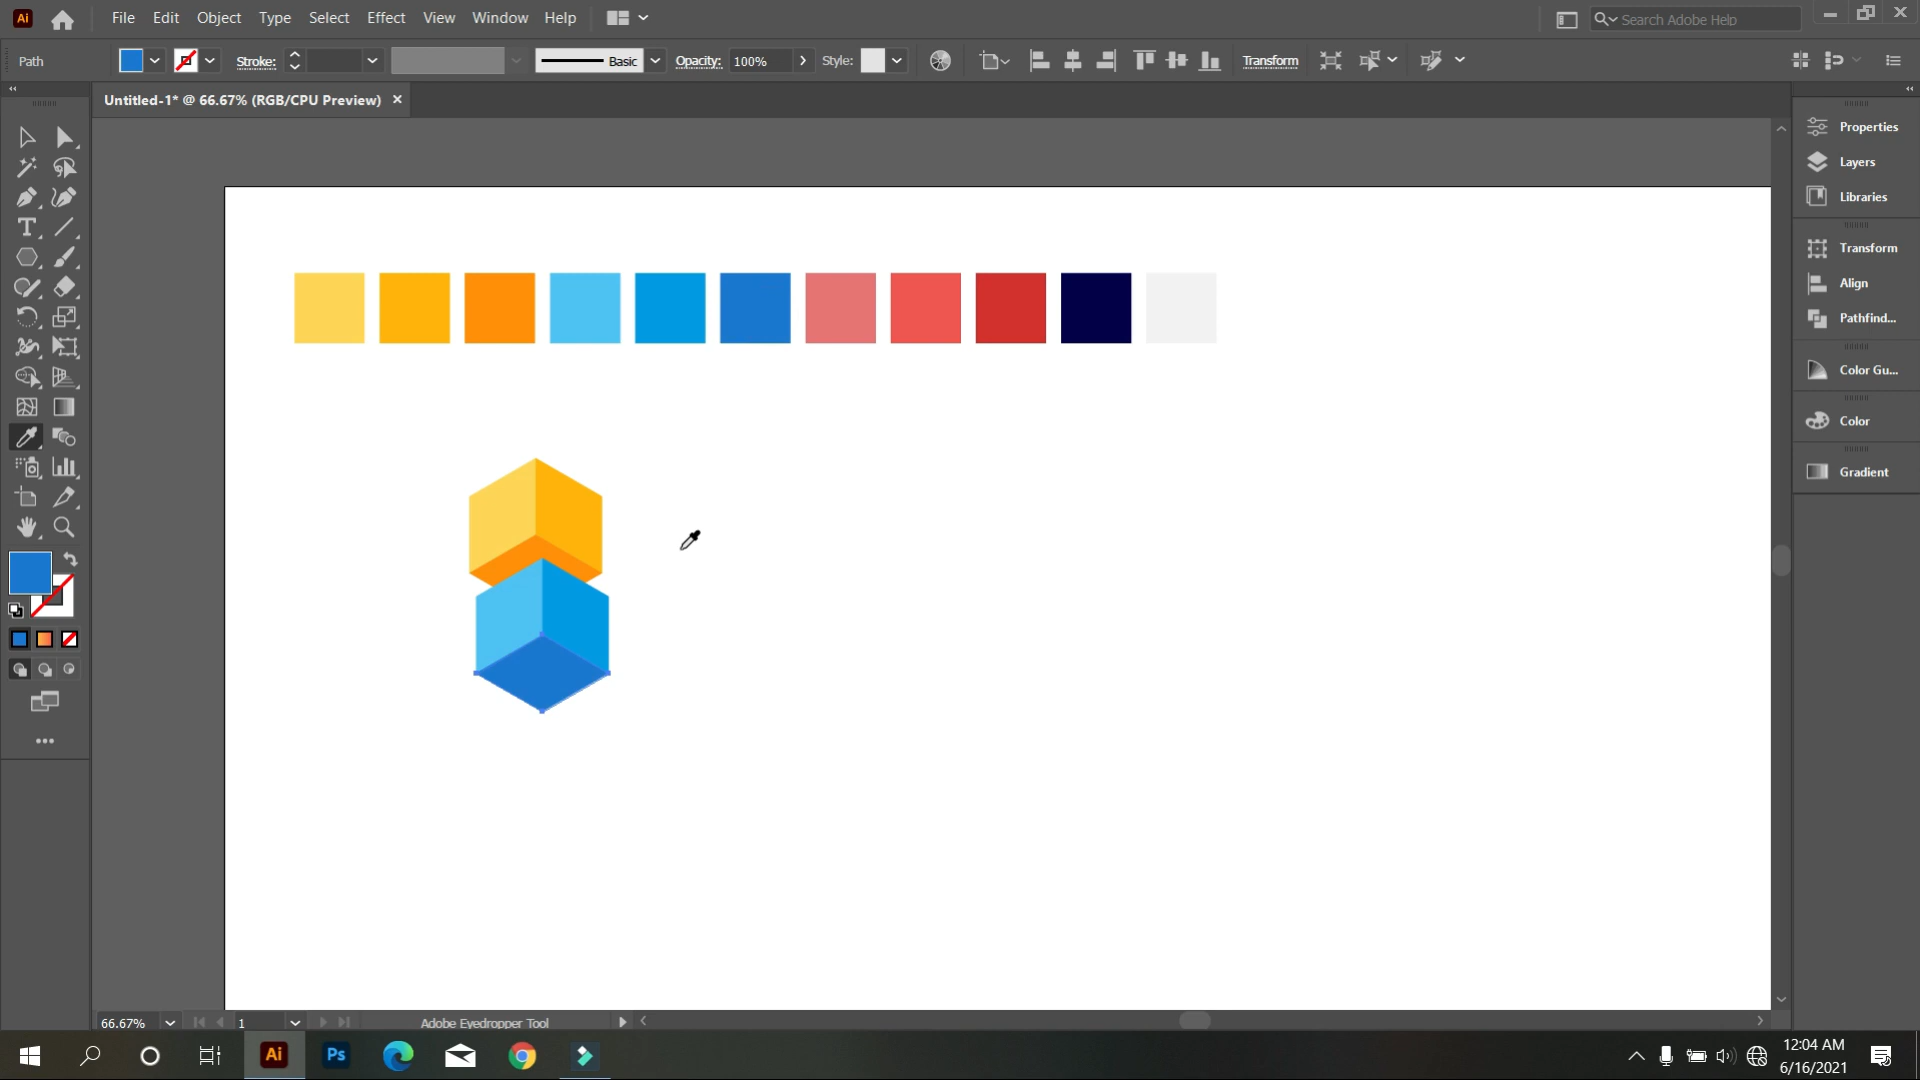 Ai File Edit Object Type Select Effect View Window Help Search Adobe Help
Path Stroke: Basic Opacity: 100% Style: Transform
Untitled-1* @ 66.67% (RGB/CPU Preview) ×
Properties
Layers
Libraries
Transform
Align
Pathfind...
Color Gu...
Color
Gradient
66.67% 1 Adobe Eyedropper Tool
Ai Ps 12:04 AM
6/16/2021